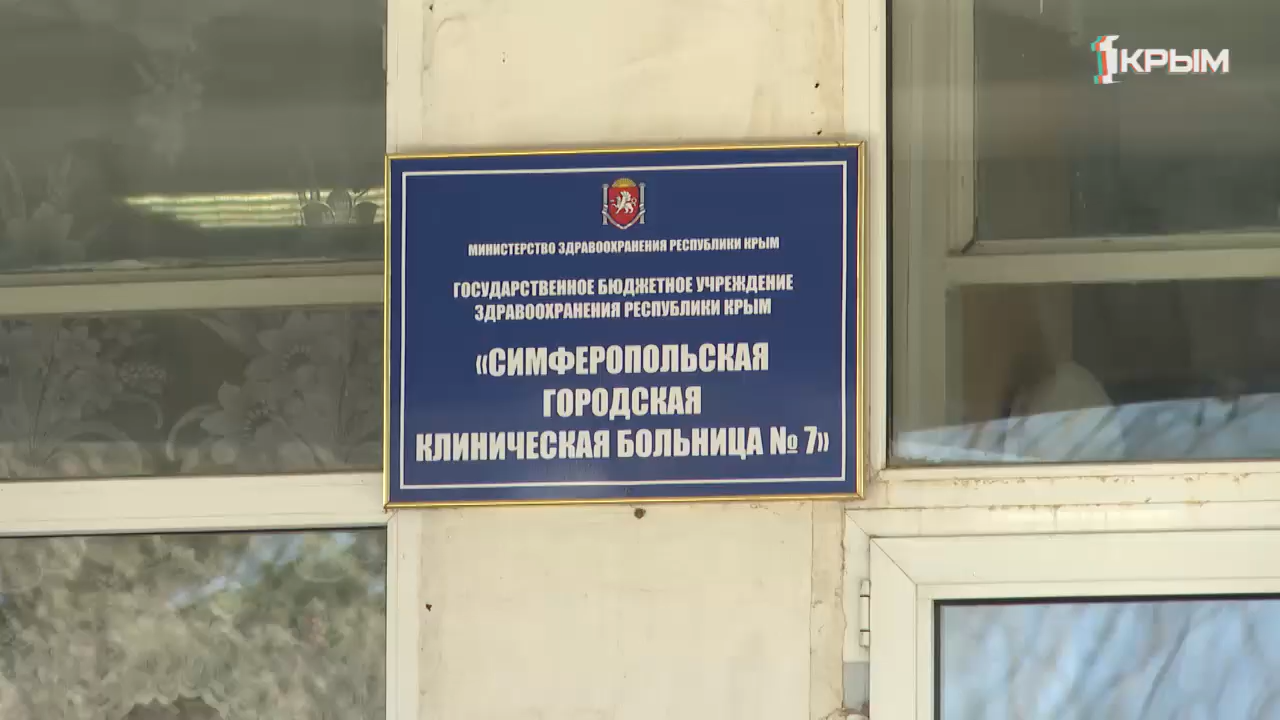 1КРЫМ
МИНИСТЕРСТВО ЗДРАВООХРАНЕНИЯ РЕСПУБЛИКИ КРЫМ
ГОСУДАРСТВЕННОЕ БЮДЖЕТНОЕ УЧРЕЖДЕНИЕ
ЗДРАВООХРАНЕНИЯ РЕСПУБЛИКИ КРЫМ
«СИМФЕРОПОЛЬСКАЯ
ГОРОДСКАЯ
КЛИНИЧЕСКАЯ БОЛЬНИЦА № 7»